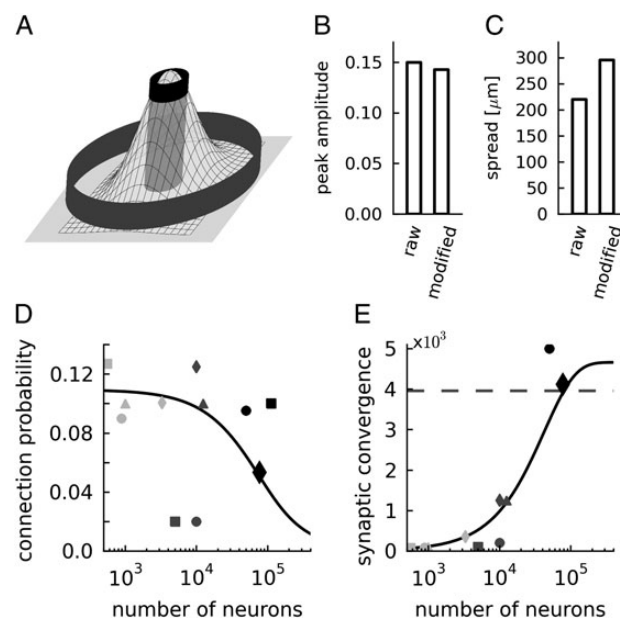 A
B
peak amplitude
0.15
0.10
0.05
0.00
raw
modified
C
spread [μm]
300
250
200
150
100
50
0
raw
modified
D
connection probability
0.12
0.08
0.04
0.0
10³
10⁴
10⁵
number of neurons
E
synaptic convergence
×10³
5
4
3
2
1
0
10³
10⁴
10⁵
number of neurons